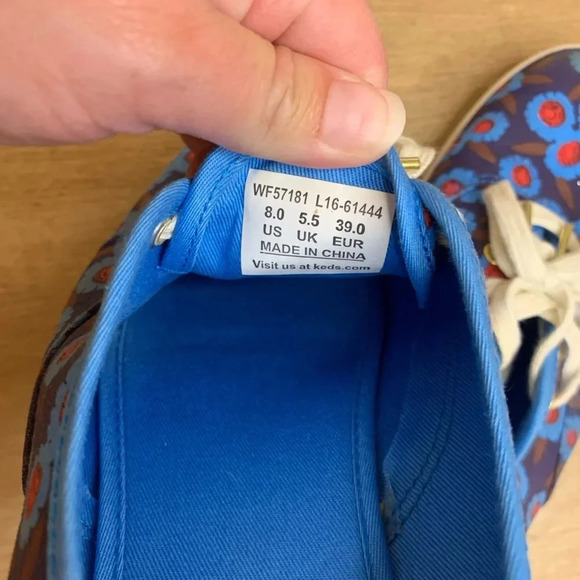 WF57181 L16-61444
8.0 5.5 39.0
US UK EUR
MADE IN CHINA
Visit us at keds.com